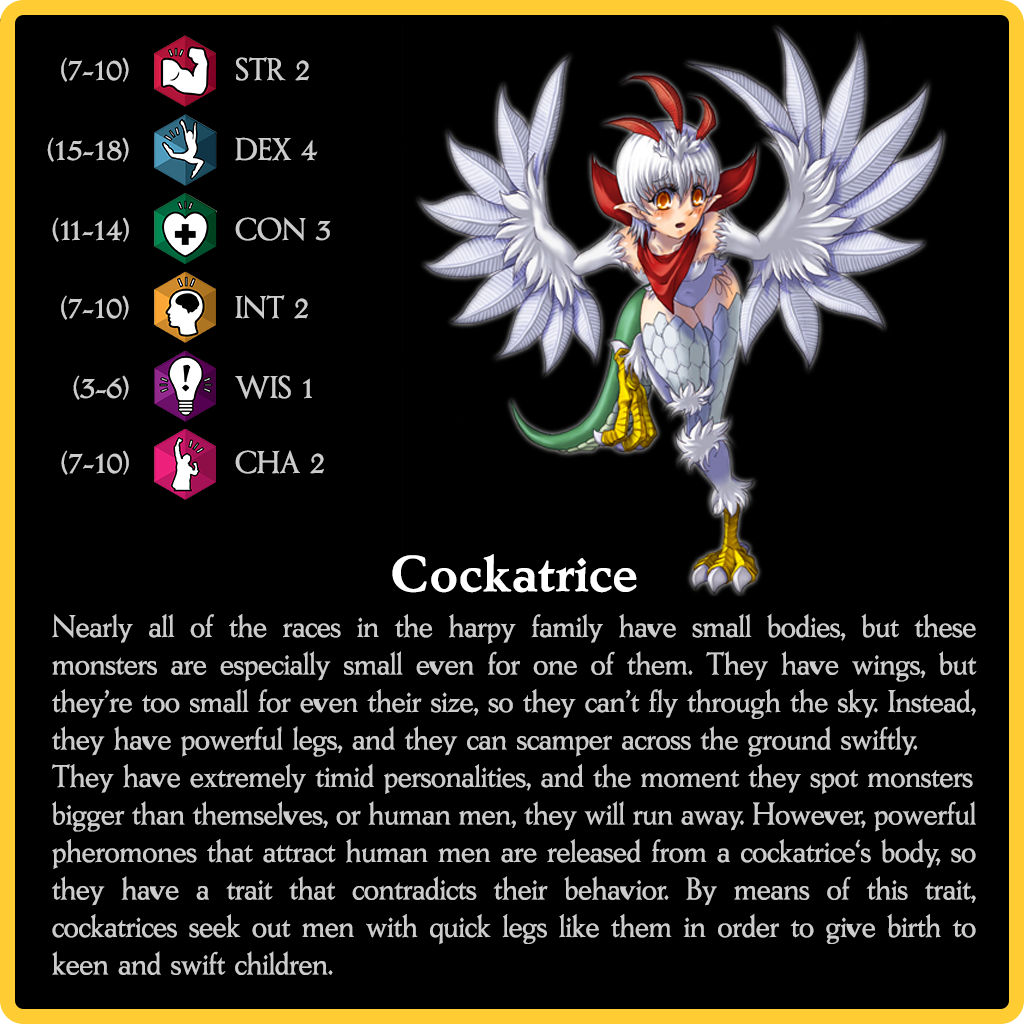 (7-10) STR 2
(15-18) DEX 4
(11-14) CON 3
(7-10) INT 2
(3-6) WIS 1
(7-10) CHA 2
Cockatrice
Nearly all of the races in the harpy family have small bodies, but these
monsters are especially small even for one of them. They have wings, but
they're too small for even their size, so they can't fly through the sky. Instead,
they have powerful legs, and they can scamper across the ground swiftly.
They have extremely timid personalities, and the moment they spot monsters
bigger than themselves, or human men, they will run away. However, powerful
pheromones that attract human men are released from a cockatrice‘s body, so
they have a trait that contradicts their behavior. By means of this trait,
cockatrices seek out men with quick legs like them in order to give birth to
keen and swift children.